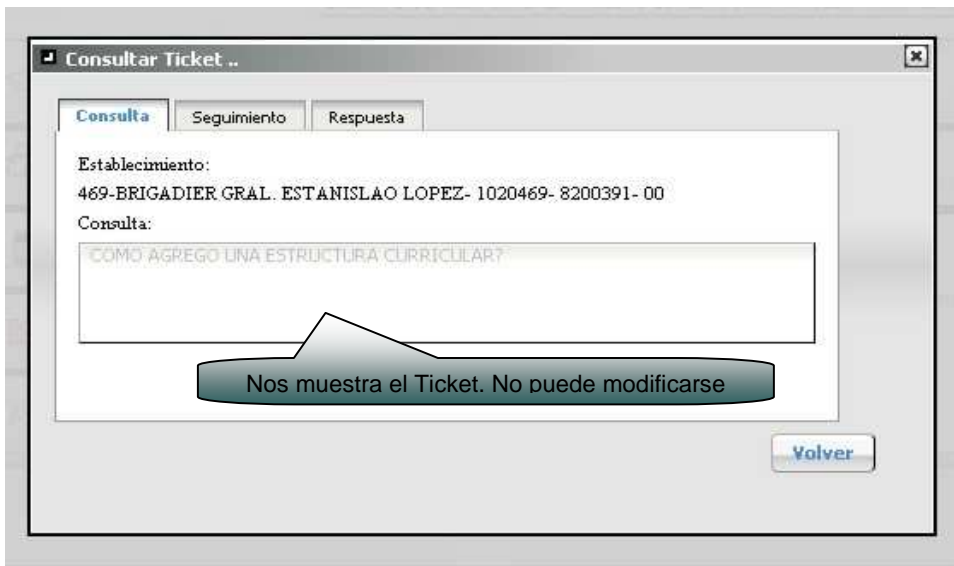 Consultar Ticket ..
Consulta
Seguimiento
Respuesta
Establecimiento:
469-BRIGADIER GRAL. ESTANISLAO LOPEZ- 1020469- 8200391- 00
Consulta:
COMO AGREGO UNA ESTRUCTURA CURRICULAR?
Nos muestra el Ticket. No puede modificarse
Volver